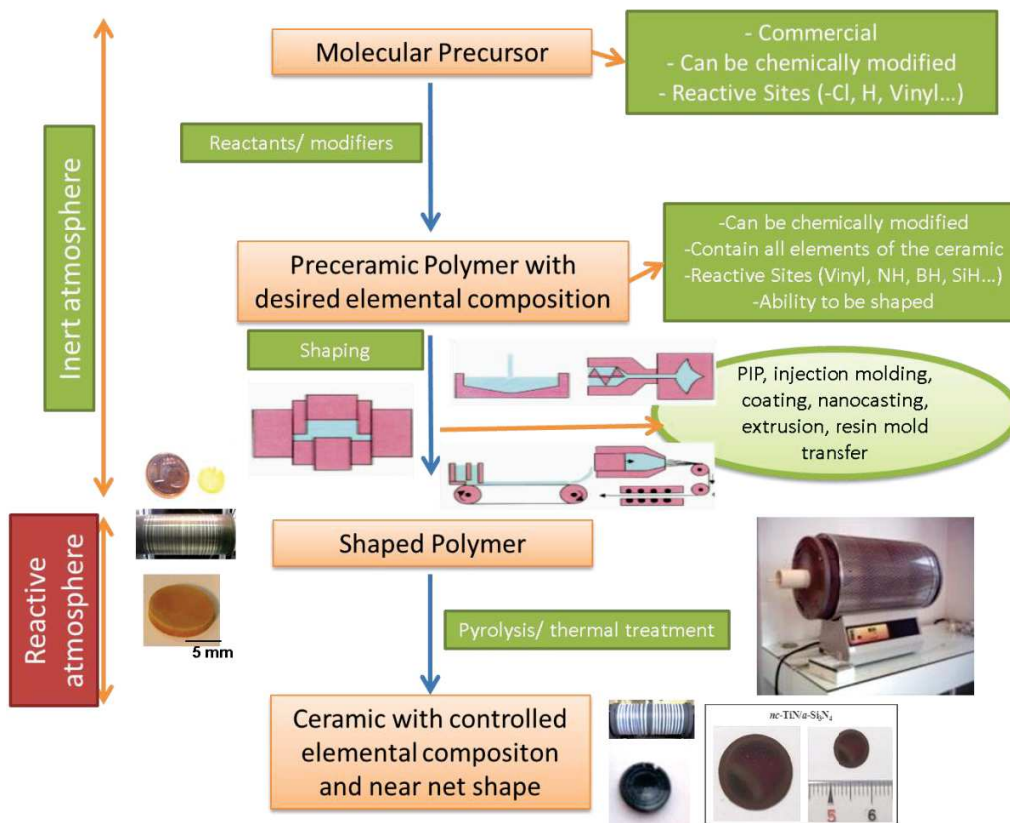 Molecular Precursor
- Commercial
- Can be chemically modified
- Reactive Sites (-Cl, H, Vinyl...)
Reactants/ modifiers
Inert atmosphere
Preceramic Polymer with
desired elemental composition
-Can be chemically modified
-Contain all elements of the ceramic
-Reactive Sites (Vinyl, NH, BH, SiH...)
-Ability to be shaped
Shaping
PIP, injection molding,
coating, nanocasting,
extrusion, resin mold
transfer
Reactive
atmosphere
Shaped Polymer
5 mm
Pyrolysis/ thermal treatment
Ceramic with controlled
elemental compositon
and near net shape
nc-TiN/a-Si₃N₄
5 6